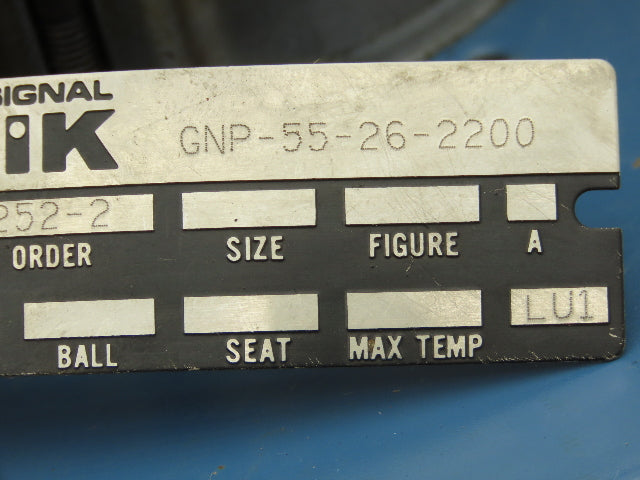 SIGNAL
iK GNP-55-26-2200
252-2
ORDER SIZE FIGURE A
LU1
BALL SEAT MAX TEMP